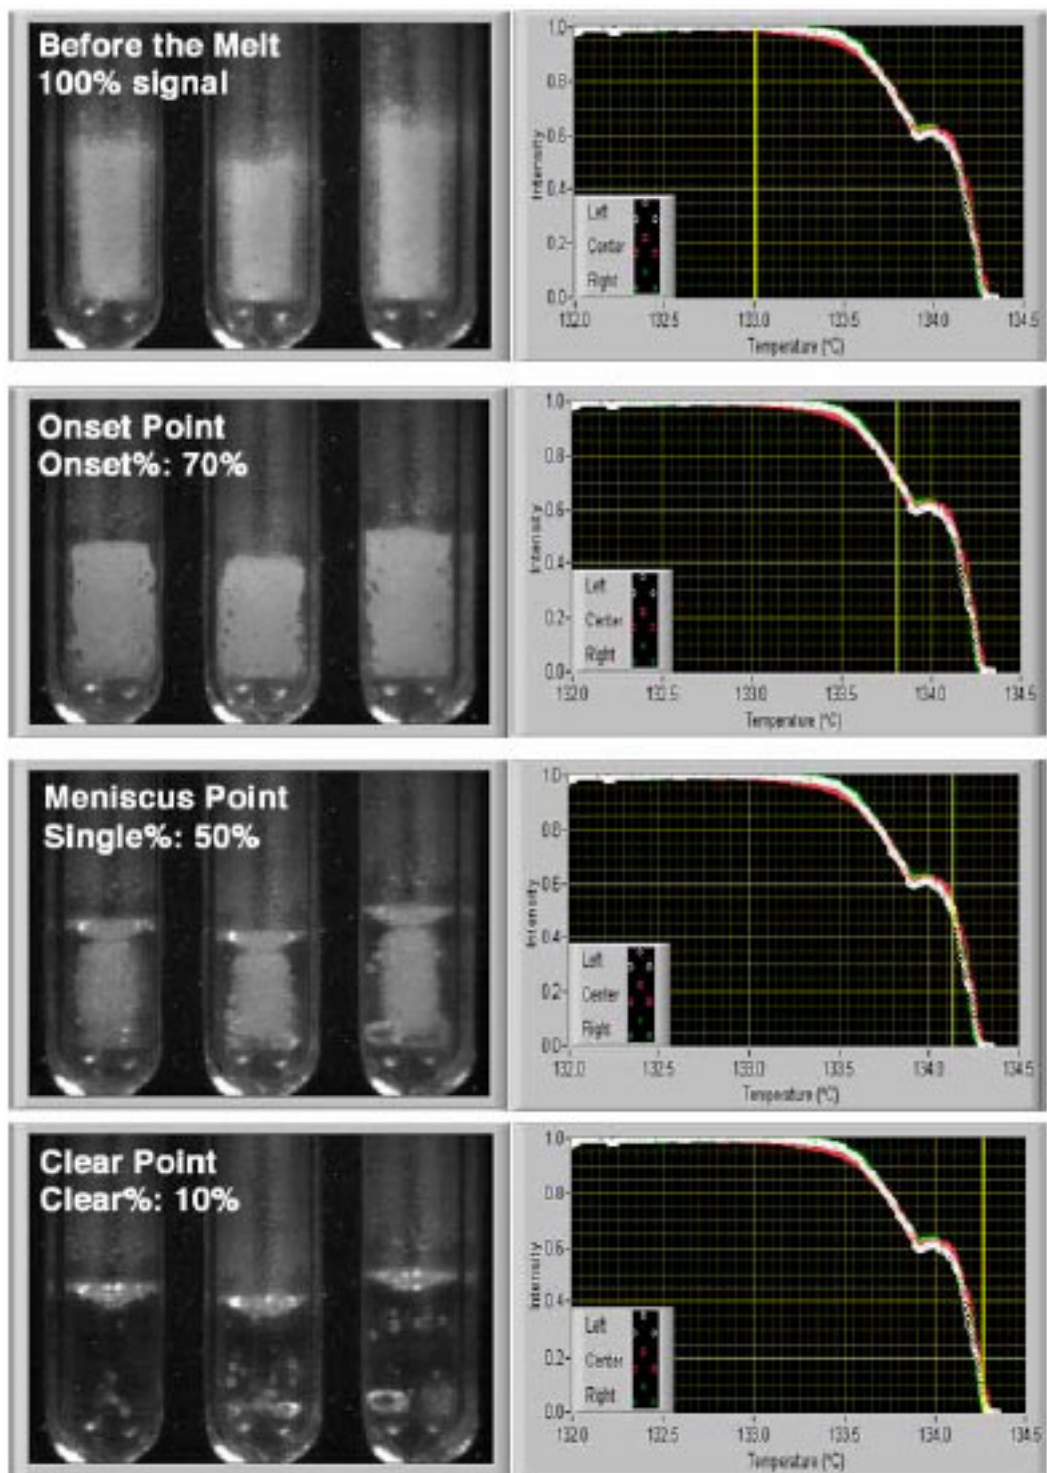 Before the Melt
100% signal
1.0
0.8
0.6
0.4
0.2
0.0
Intensity
Left
Center
Right
132.0 132.5 133.0 133.5 134.0 134.5
Temperature (°C)
Onset Point
Onset%: 70%
1.0
0.8
0.6
0.4
0.2
0.0
Intensity
Left
Center
Right
132.0 132.5 133.0 133.5 134.0 134.5
Temperature (°C)
Meniscus Point
Single%: 50%
1.0
0.8
0.6
0.4
0.2
0.0
Intensity
Left
Center
Right
132.0 132.5 133.0 133.5 134.0 134.5
Temperature (°C)
Clear Point
Clear%: 10%
1.0
0.8
0.6
0.4
0.2
0.0
Intensity
Left
Center
Right
132.0 132.5 133.0 133.5 134.0 134.5
Temperature (°C)